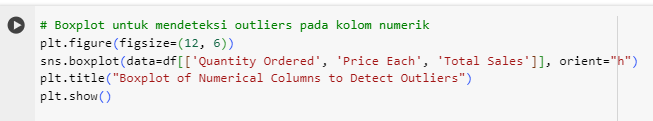 # Boxplot untuk mendeteksi outliers pada kolom numerik
plt.figure(figsize=(12, 6))
sns.boxplot(data=df[['Quantity Ordered', 'Price Each', 'Total Sales']], orient="h")
plt.title("Boxplot of Numerical Columns to Detect Outliers")
plt.show()